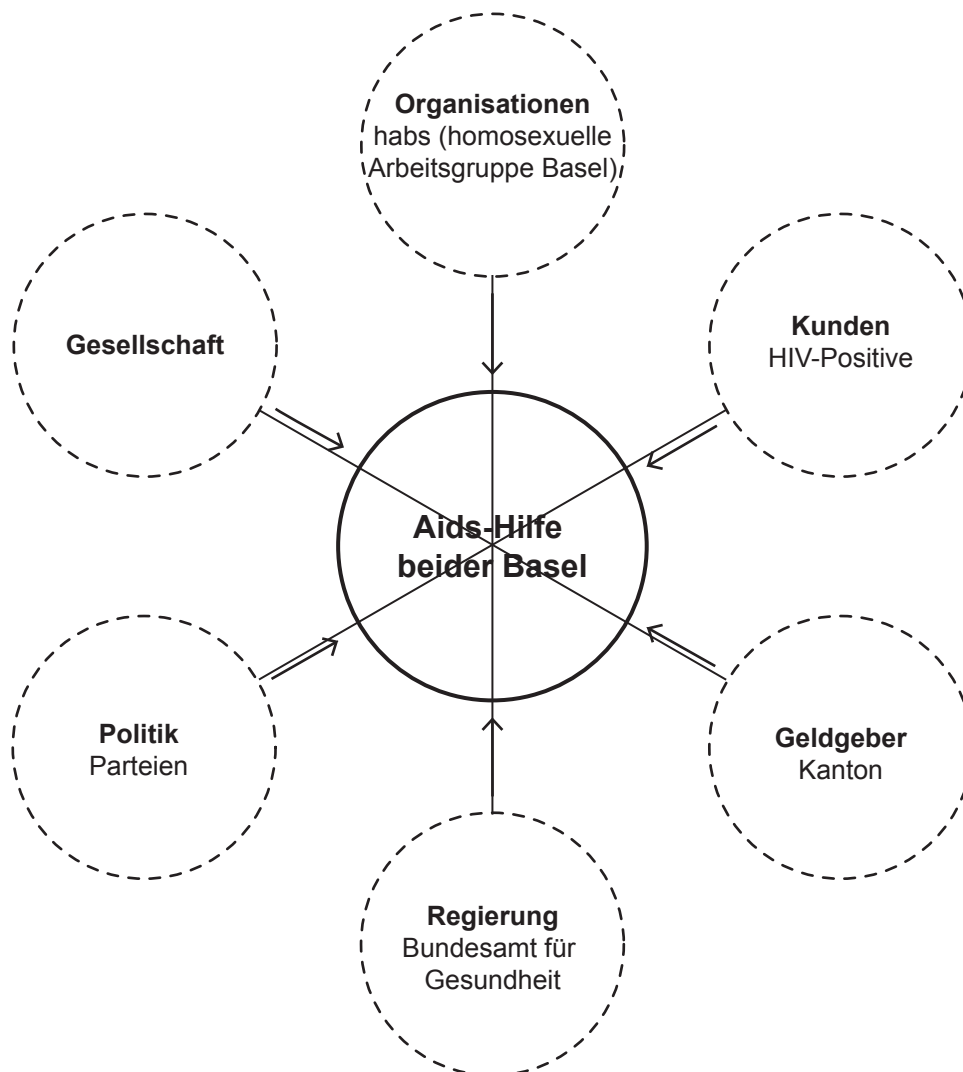 Organisationen
habs (homosexuelle
Arbeitsgruppe Basel)
Gesellschaft
Kunden
HIV-Positive
Aids-Hilfe
beider Basel
Politik
Parteien
Geldgeber
Kanton
Regierung
Bundesamt für
Gesundheit